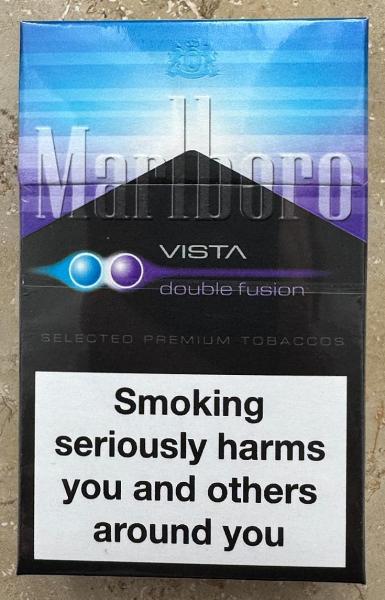 Marlboro
VISTA
double fusion
SELECTED PREMIUM TOBACCOS
Smoking
seriously harms
you and others
around you